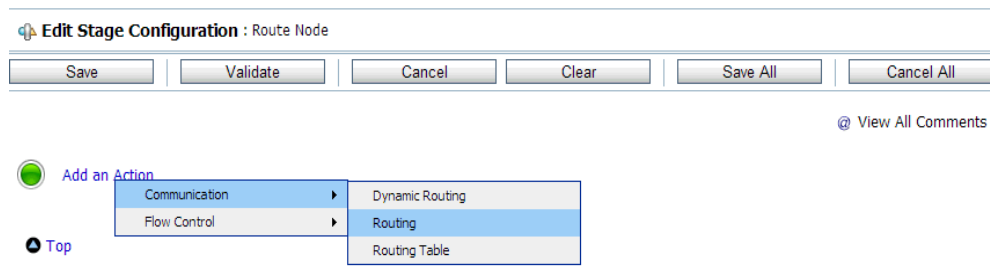 Edit Stage Configuration : Route Node
Save Validate Cancel Clear Save All Cancel All
@ View All Comments
Add an Action
Communication Dynamic Routing
Flow Control Routing
Routing Table
Top